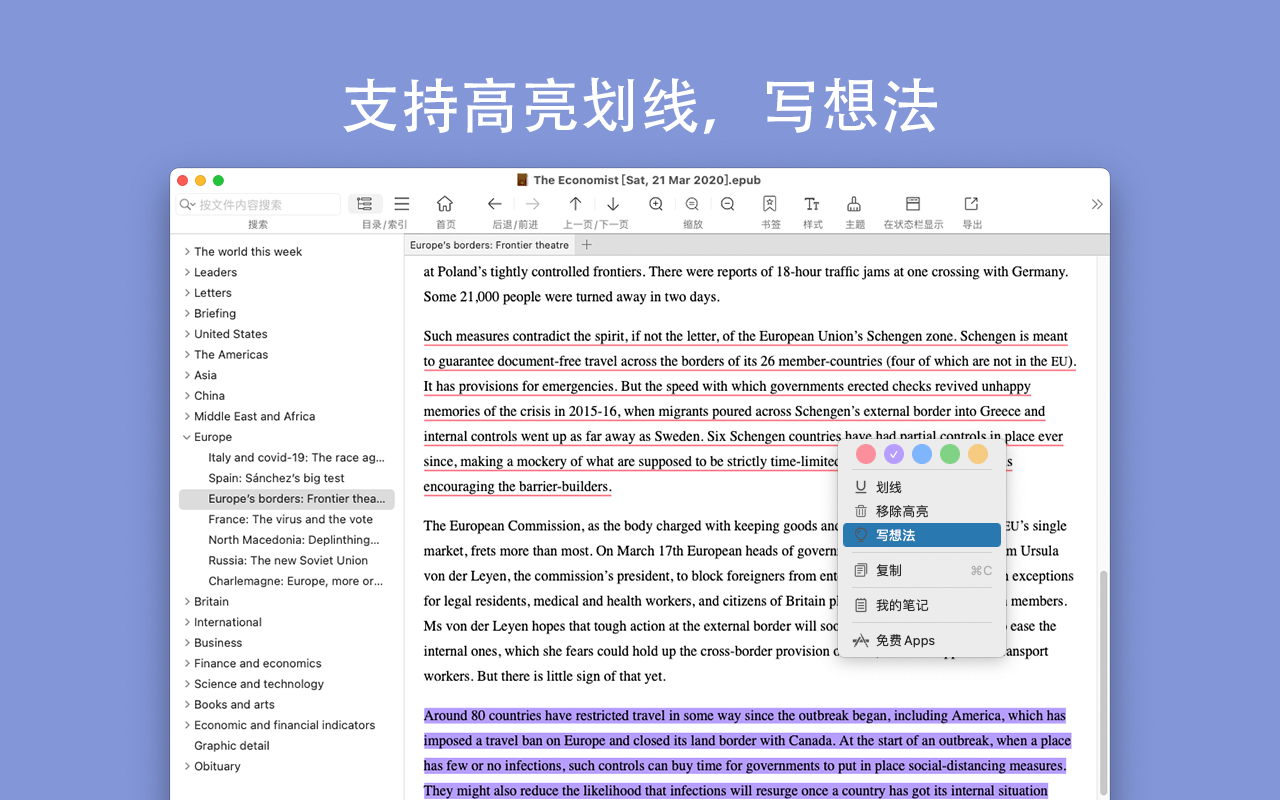 支持高亮划线，写想法
The Economist [Sat, 21 Mar 2020].epub
按文件内容搜索
搜索 目录/索引 首页 后退/前进 上一页/下一页 缩放 书签 样式 主题 在状态栏显示 导出
Europe's borders: Frontier theatre
The world this week
Leaders
Letters
Briefing
United States
The Americas
Asia
China
Middle East and Africa
Europe
Italy and covid-19: The race ag...
Spain: Sánchez's big test
Europe's borders: Frontier thea...
France: The virus and the vote
North Macedonia: Deplinthing...
Russia: The new Soviet Union
Charlemagne: Europe, more or...
Britain
International
Business
Finance and economics
Science and technology
Books and arts
Economic and financial indicators
Graphic detail
Obituary
at Poland's tightly controlled frontiers. There were reports of 18-hour traffic jams at one crossing with Germany.
Some 21,000 people were turned away in two days.
Such measures contradict the spirit, if not the letter, of the European Union's Schengen zone. Schengen is meant
to guarantee document-free travel across the borders of its 26 member-countries (four of which are not in the EU).
It has provisions for emergencies. But the speed with which governments erected checks revived unhappy
memories of the crisis in 2015-16, when migrants poured across Schengen's external border into Greece and
internal controls went up as far away as Sweden. Six Schengen countries have had partial controls in place ever
since, making a mockery of what are supposed to be strictly time-limited
encouraging the barrier-builders.
The European Commission, as the body charged with keeping goods EU's single
market, frets more than most. On March 17th European heads of Ursula
von der Leyen, the commission's president, to block foreigners from exceptions
for legal residents, medical and health workers, and citizens of Britain members.
Ms von der Leyen hopes that tough action at the external border will ease the
internal ones, which she fears could hold up the cross-border provision
workers. But there is little sign of that yet.
Around 80 countries have restricted travel in some way since the outbreak began, including America, which has
imposed a travel ban on Europe and closed its land border with Canada. At the start of an outbreak, when a place
has few or no infections, such controls can buy time for governments to put in place social-distancing measures.
They might also reduce the likelihood that infections will resurge once a country has got its internal situation
划线
移除高亮
写想法
复制 ⌘C
我的笔记
免费 Apps